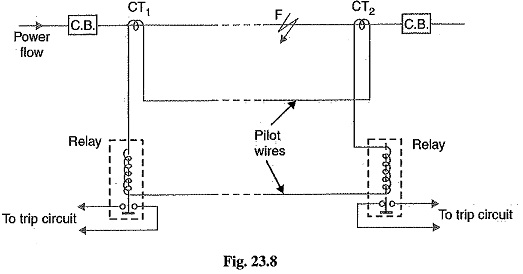 CT1
F
CT2
C.B.
C.B.
Power
flow
Pilot
wires
Relay
Relay
To trip circuit
To trip circuit
Fig. 23.8